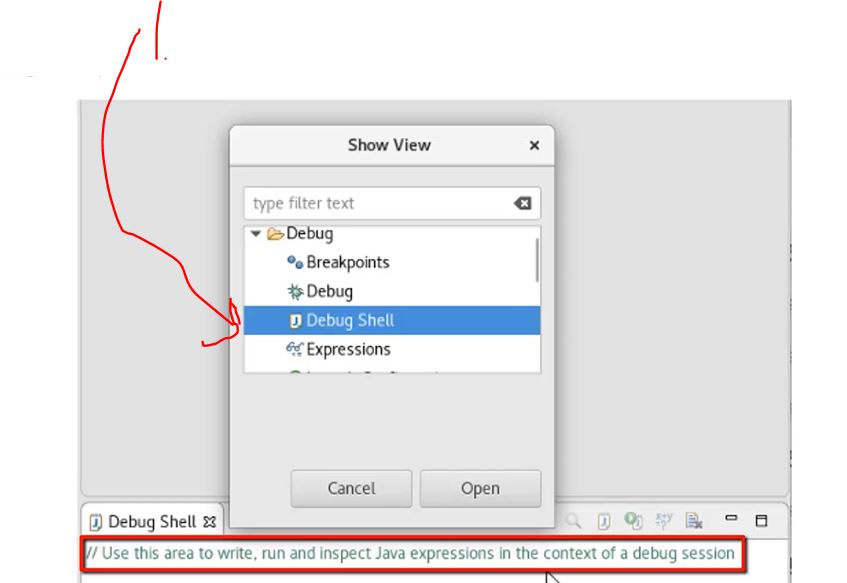 Show View
type filter text
Debug
Breakpoints
Debug
Debug Shell
Expressions
Cancel
Open
Debug Shell
// Use this area to write, run and inspect Java expressions in the context of a debug session